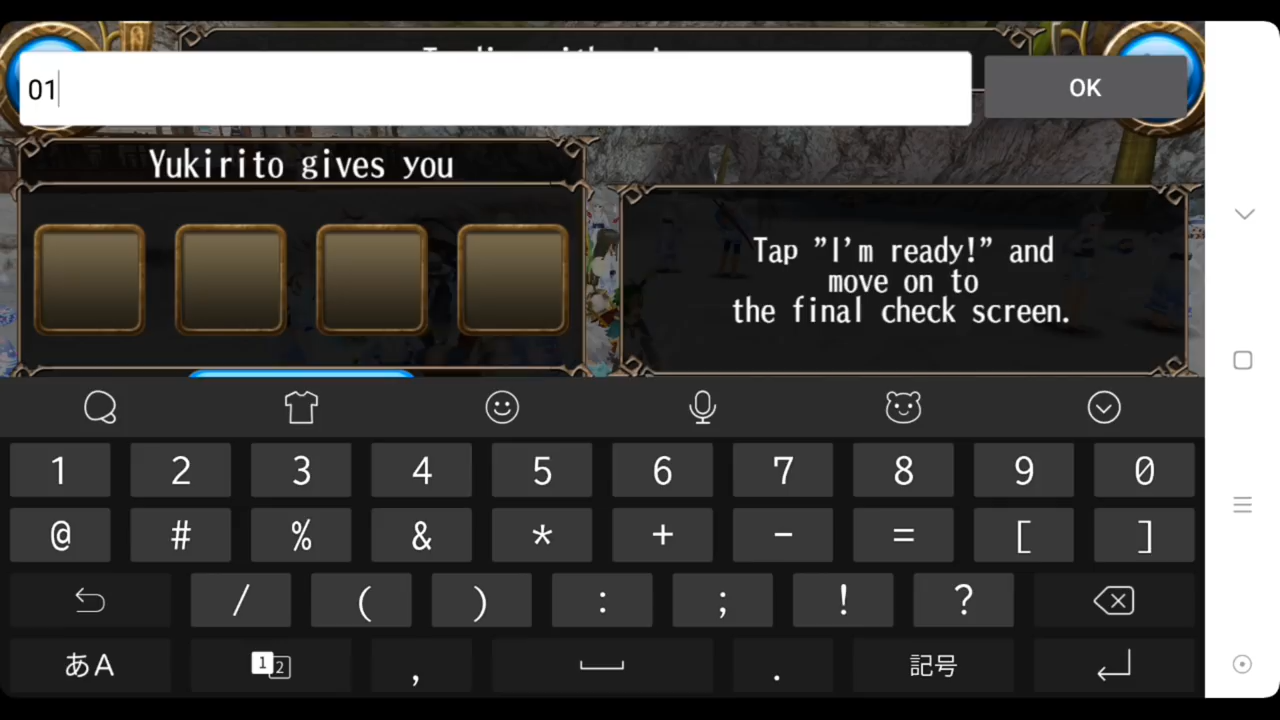 01
OK
Yukirito gives you
Tap "I'm ready!" and
move on to
the final check screen.
1 2 3 4 5 6 7 8 9 0
@ # % & * + - = [ ]
/ ( ) : ; ! ?
あA 12 , . 記号